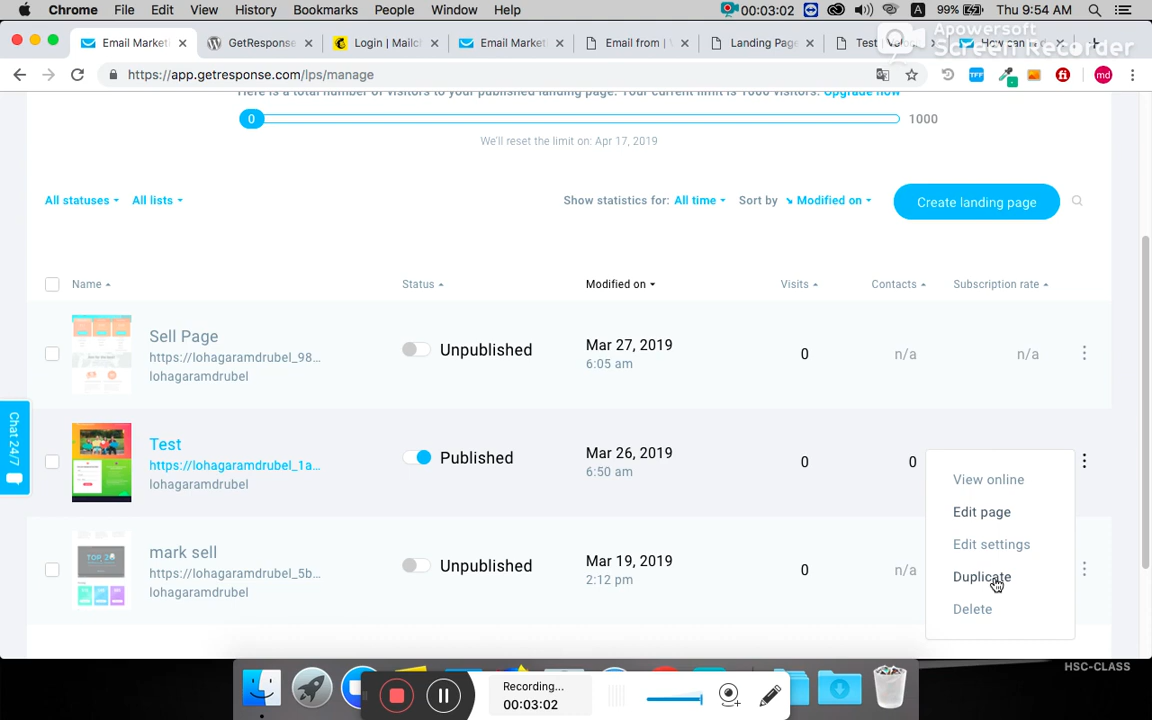 Chrome File Edit View History Bookmarks People Window Help 00:03:02 A 99% Thu 9:54 AM
Apowersoft
Screen Recorder
Email Marketi GetResponse Login | Mailch Email Market Email from | Landing Page Test
https://app.getresponse.com/lps/manage md
Here is a total number of visitors to your published landing page. Your current limit is 1000 visitors. Upgrade now
0 1000
We'll reset the limit on: Apr 17, 2019
All statuses All lists Show statistics for: All time Sort by Modified on Create landing page
Name Status Modified on Visits Contacts Subscription rate
Sell Page
https://lohagaramdrubel_98...
lohagaramdrubel
Unpublished
Mar 27, 2019
6:05 am
0 n/a n/a
Chat 24/7
Test
https://lohagaramdrubel_1a...
lohagaramdrubel
Published
Mar 26, 2019
6:50 am
0 0
View online
Edit page
Edit settings
Duplicate
Delete
mark sell
https://lohagaramdrubel_5b...
lohagaramdrubel
Unpublished
Mar 19, 2019
2:12 pm
0 n/a
HSC-CLASS
Recording...
00:03:02